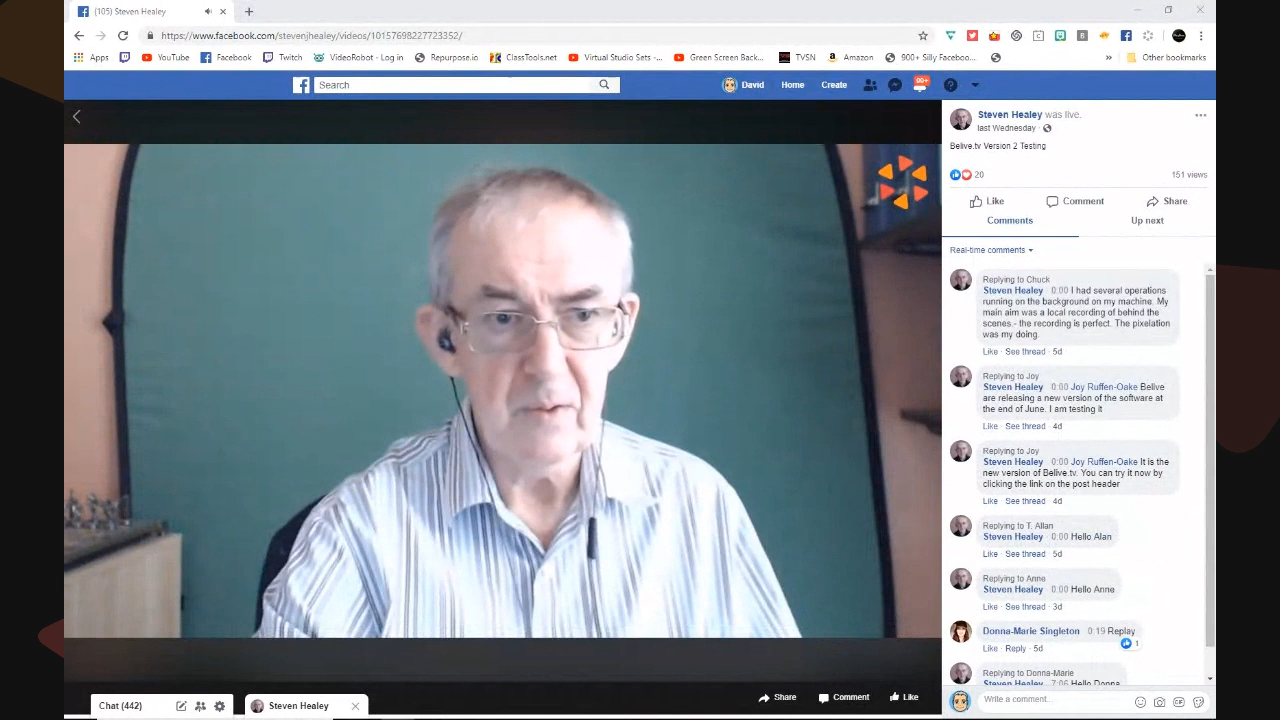 (105) Steven Healey
https://www.facebook.com/stevenjhealey/videos/10157698227723352/
Apps YouTube Facebook Twitch VideoRobot - Log in Repurpose.io ClassTools.net Virtual Studio Sets -... Green Screen Back... TVSN Amazon 900+ Silly Faceboo... » Other bookmarks
Search David Home Create 99+
Steven Healey was live.
last Wednesday
Belive.tv Version 2 Testing
20 151 views
Like Comment Share
Comments Up next
Real-time comments
Replying to Chuck
Steven Healey 0:00 I had several operations
running on the background on my machine. My
main aim was a local recording of behind the
scenes.- the recording is perfect. The pixelation
was my doing.
Like · See thread · 5d
Replying to Joy
Steven Healey 0:00 Joy Ruffen-Oake Belive
are releasing a new version of the software at
the end of June. I am testing it
Like · See thread · 4d
Replying to Joy
Steven Healey 0:00 Joy Ruffen-Oake It is the
new version of Belive.tv. You can try it now by
clicking the link on the post header
Like · See thread · 4d
Replying to T. Allan
Steven Healey 0:00 Hello Alan
Like · See thread · 5d
Replying to Anne
Steven Healey 0:00 Hello Anne
Like · See thread · 3d
Donna-Marie Singleton 0:19 Replay
1
Like · Reply · 5d
Replying to Donna-Marie
Steven Healey 7:06 Hello Donna
Write a comment...
Share Comment Like
Chat (442) Steven Healey